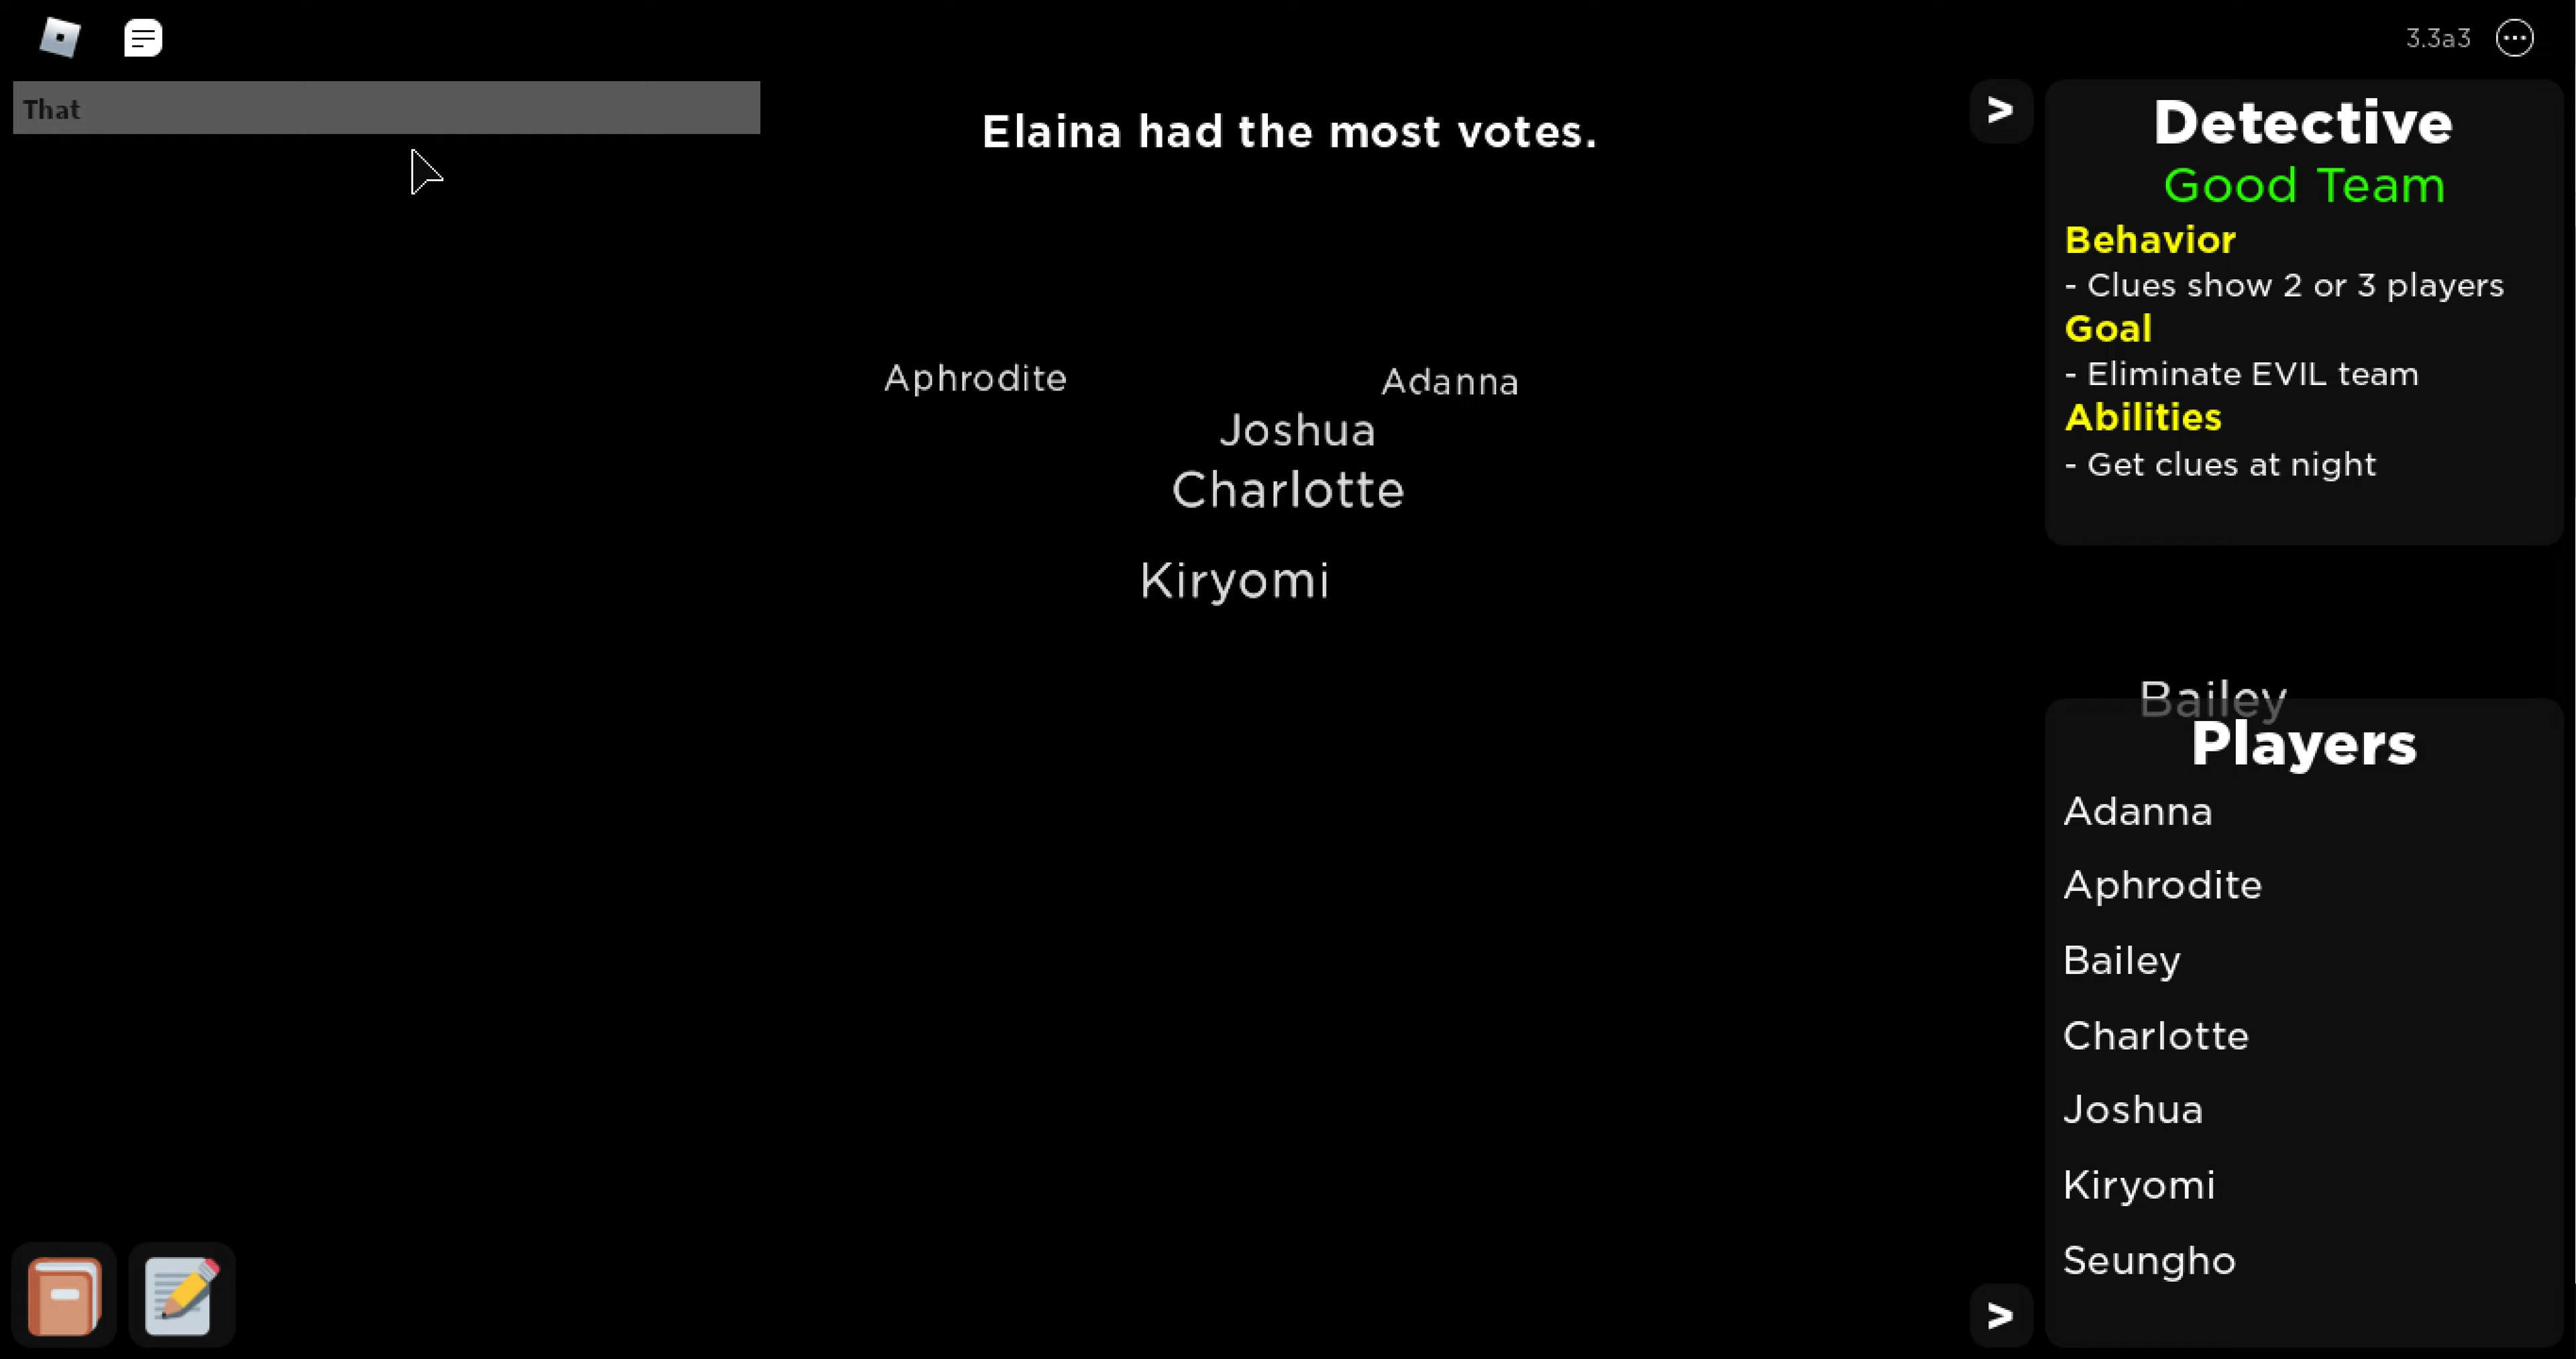 3.3a3
That
Elaina had the most votes.
Aphrodite
Adanna
Joshua
Charlotte
Kiryomi
>
Detective
Good Team
Behavior
- Clues show 2 or 3 players
Goal
- Eliminate EVIL team
Abilities
- Get clues at night
Bailey
Players
Adanna
Aphrodite
Bailey
Charlotte
Joshua
Kiryomi
Seungho
>